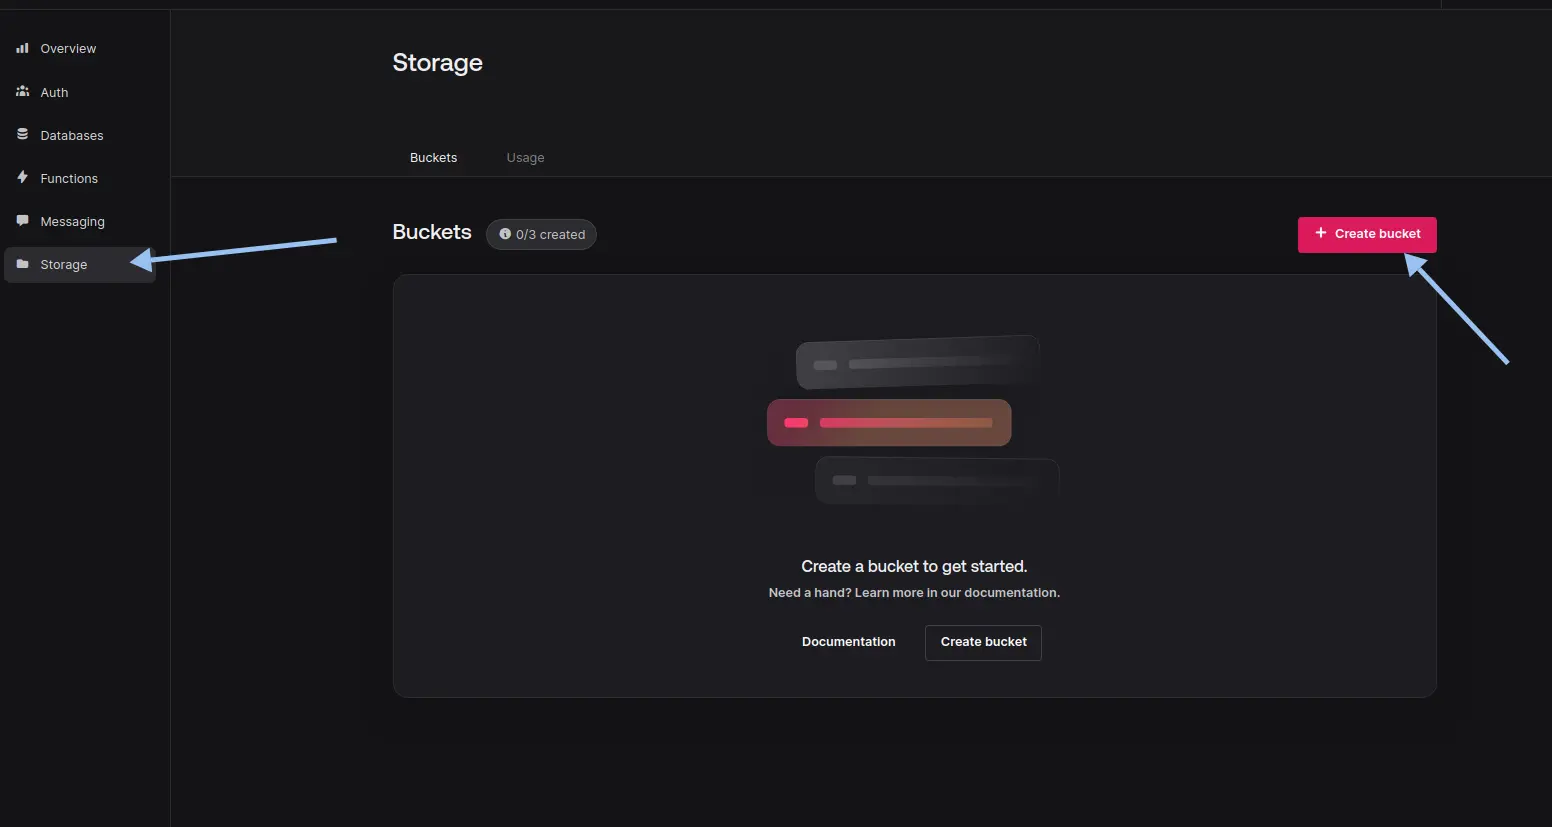 Overview
Auth
Databases
Functions
Messaging
Storage
Storage
Buckets Usage
Buckets 0/3 created
Create bucket
Create a bucket to get started.
Need a hand? Learn more in our documentation.
Documentation Create bucket